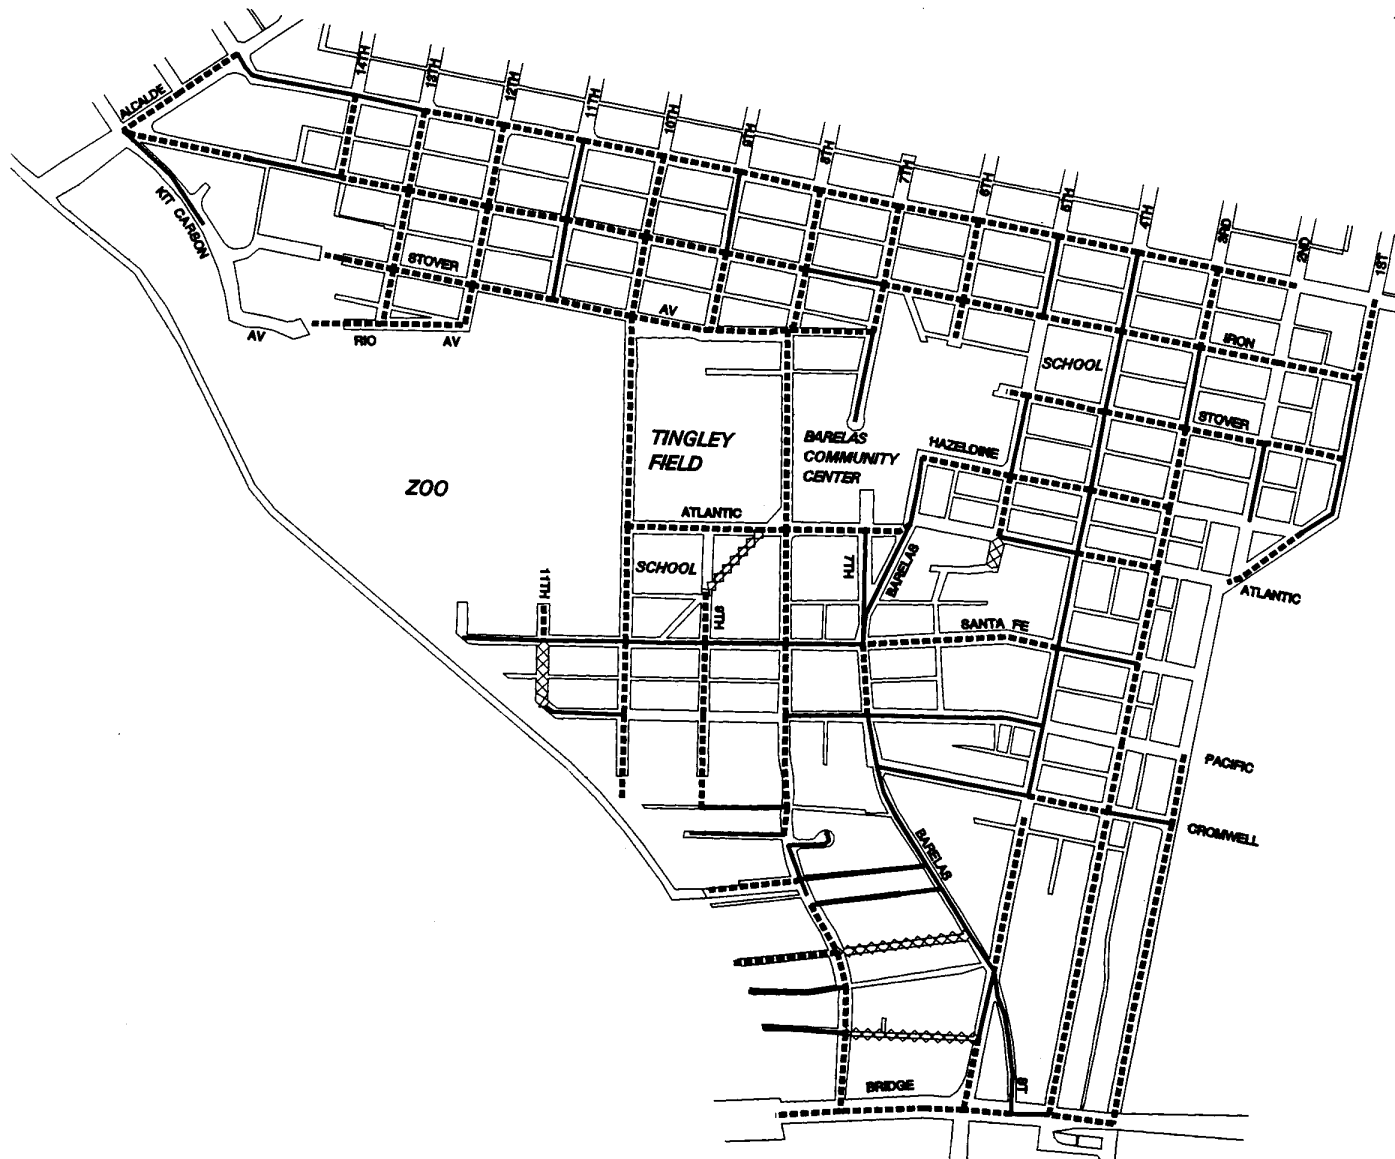 14TH
13TH
12TH
11TH
10TH
9TH
8TH
7TH
6TH
5TH
4TH
3RD
2ND
1ST
ALCALDE
KIT CARSON
STOVER
AV
AV
RIO
AV
IRON
SCHOOL
STOVER
TINGLEY
FIELD
BARELAS
COMMUNITY
CENTER
HAZELDINE
ZOO
ATLANTIC
SCHOOL
7TH
BARELAS
11TH
9TH
ATLANTIC
SANTA FE
PACIFIC
CROMWELL
BARELAS
BRIDGE
ST